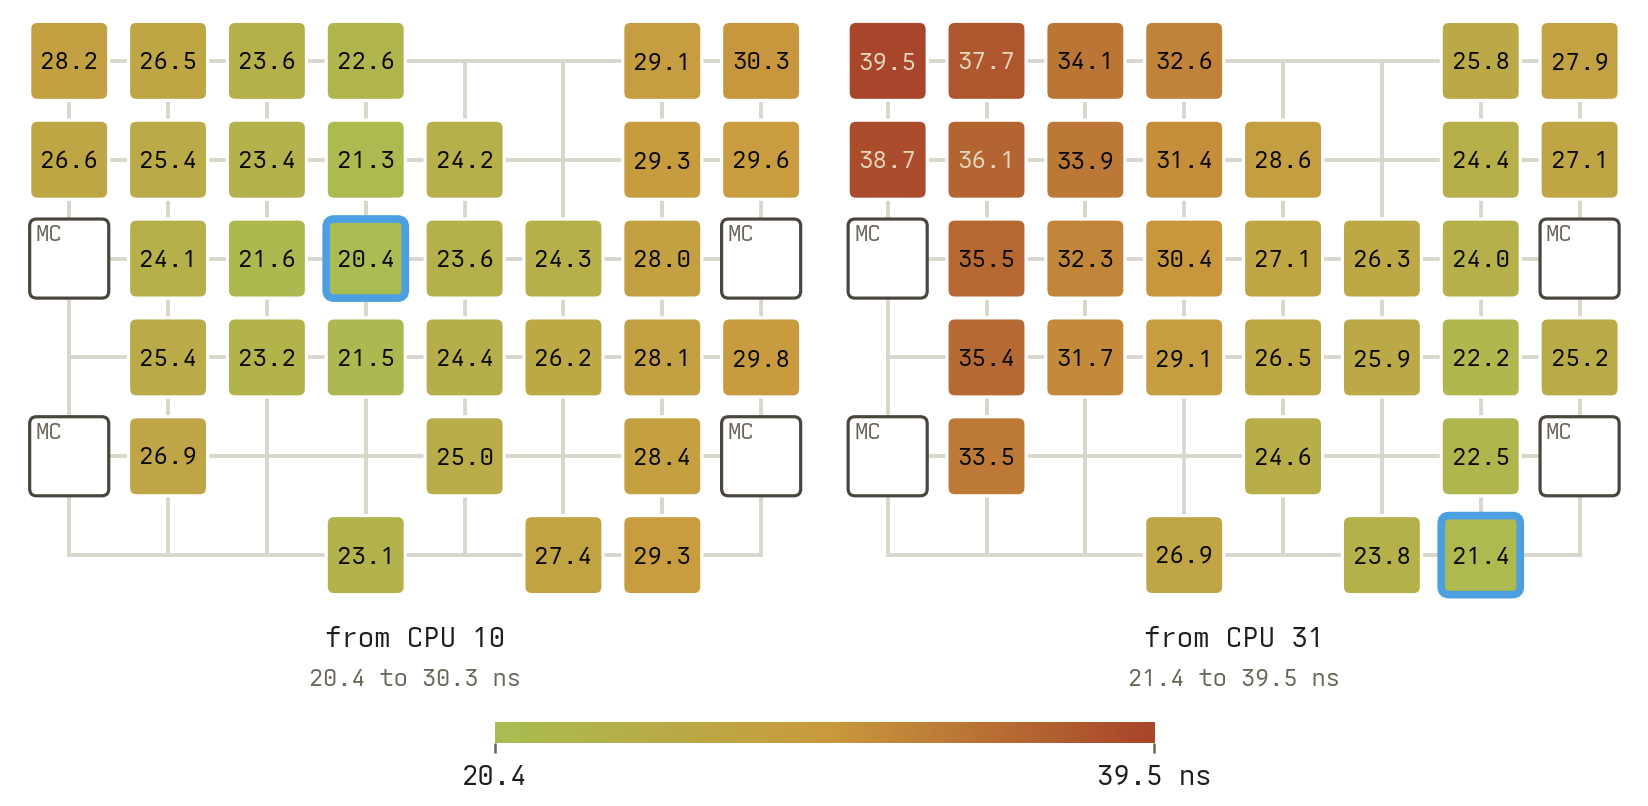 28.2 26.5 23.6 22.6 29.1 30.3
26.6 25.4 23.4 21.3 24.2 29.3 29.6
MC 24.1 21.6 20.4 23.6 24.3 28.0 MC
25.4 23.2 21.5 24.4 26.2 28.1 29.8
MC 26.9 25.0 28.4 MC
23.1 27.4 29.3
from CPU 10
20.4 to 30.3 ns
39.5 37.7 34.1 32.6 25.8 27.9
38.7 36.1 33.9 31.4 28.6 24.4 27.1
MC 35.5 32.3 30.4 27.1 26.3 24.0 MC
35.4 31.7 29.1 26.5 25.9 22.2 25.2
MC 33.5 24.6 22.5 MC
26.9 23.8 21.4
from CPU 31
21.4 to 39.5 ns
20.4 39.5 ns